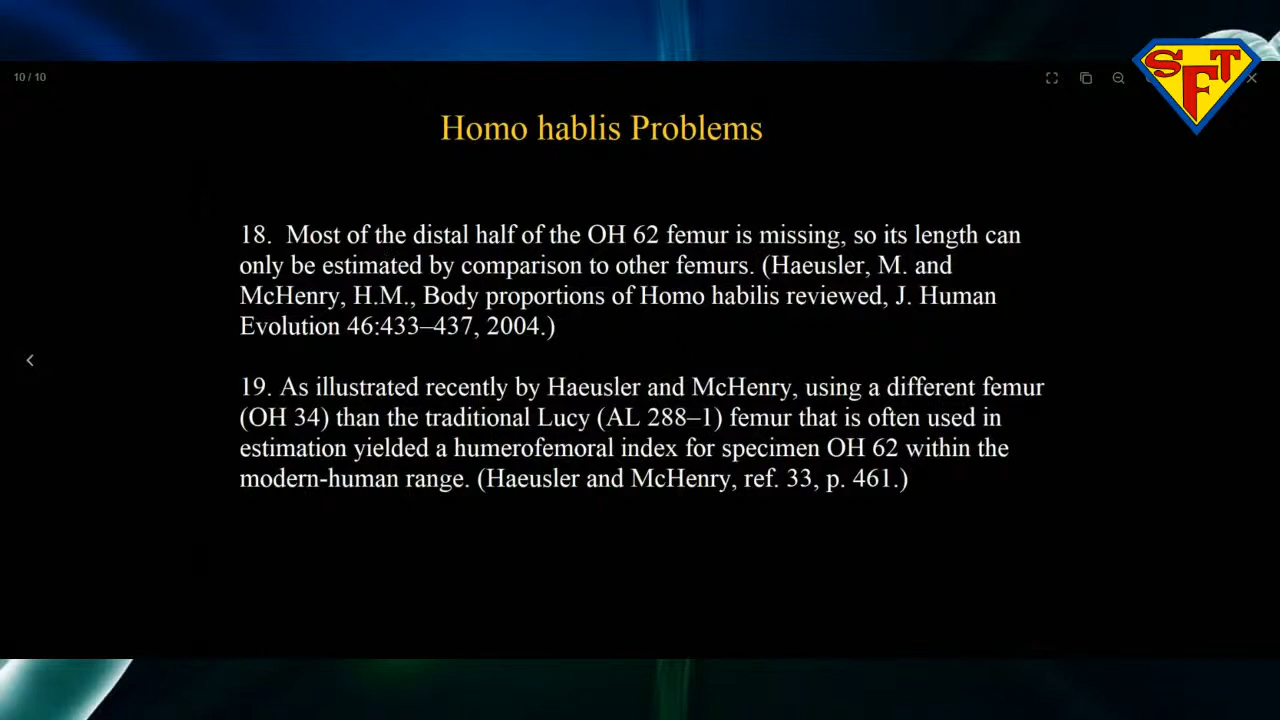 10 / 10
SFT
Homo hablis Problems
18. Most of the distal half of the OH 62 femur is missing, so its length can
only be estimated by comparison to other femurs. (Haeusler, M. and
McHenry, H.M., Body proportions of Homo habilis reviewed, J. Human
Evolution 46:433–437, 2004.)
19. As illustrated recently by Haeusler and McHenry, using a different femur
(OH 34) than the traditional Lucy (AL 288–1) femur that is often used in
estimation yielded a humerofemoral index for specimen OH 62 within the
modern-human range. (Haeusler and McHenry, ref. 33, p. 461.)